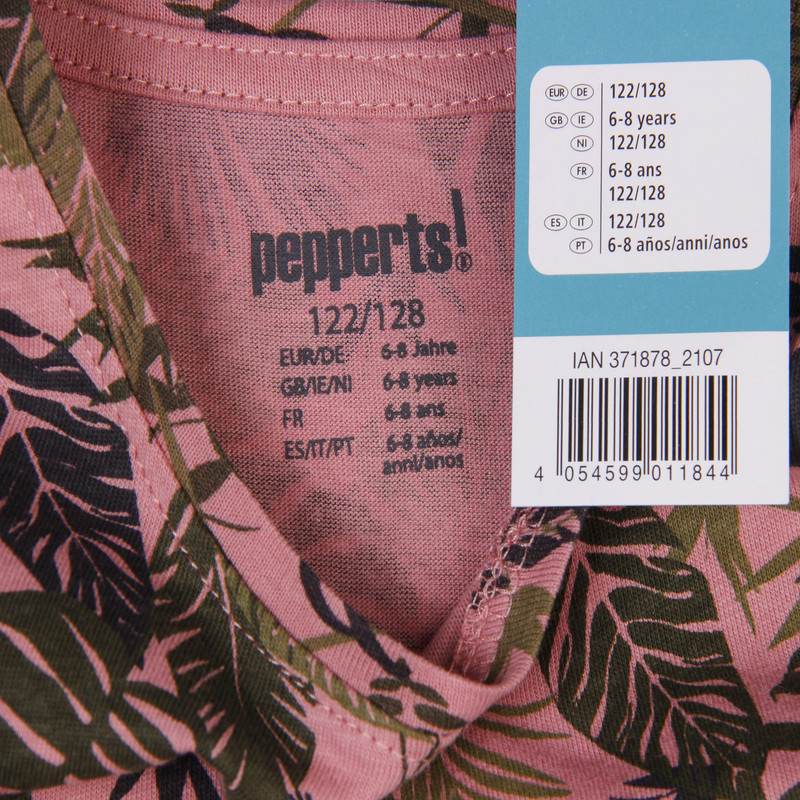 pepperts!®
122/128
EUR/DE 6-8 Jahre
GB/IE/NI 6-8 years
FR 6-8 ans
ES/IT/PT 6-8 años/
anni/anos
EUR DE 122/128
GB IE 6-8 years
NI 122/128
FR 6-8 ans
122/128
ES IT 122/128
PT 6-8 años/anni/anos
IAN 371878_2107
4 054599 011844